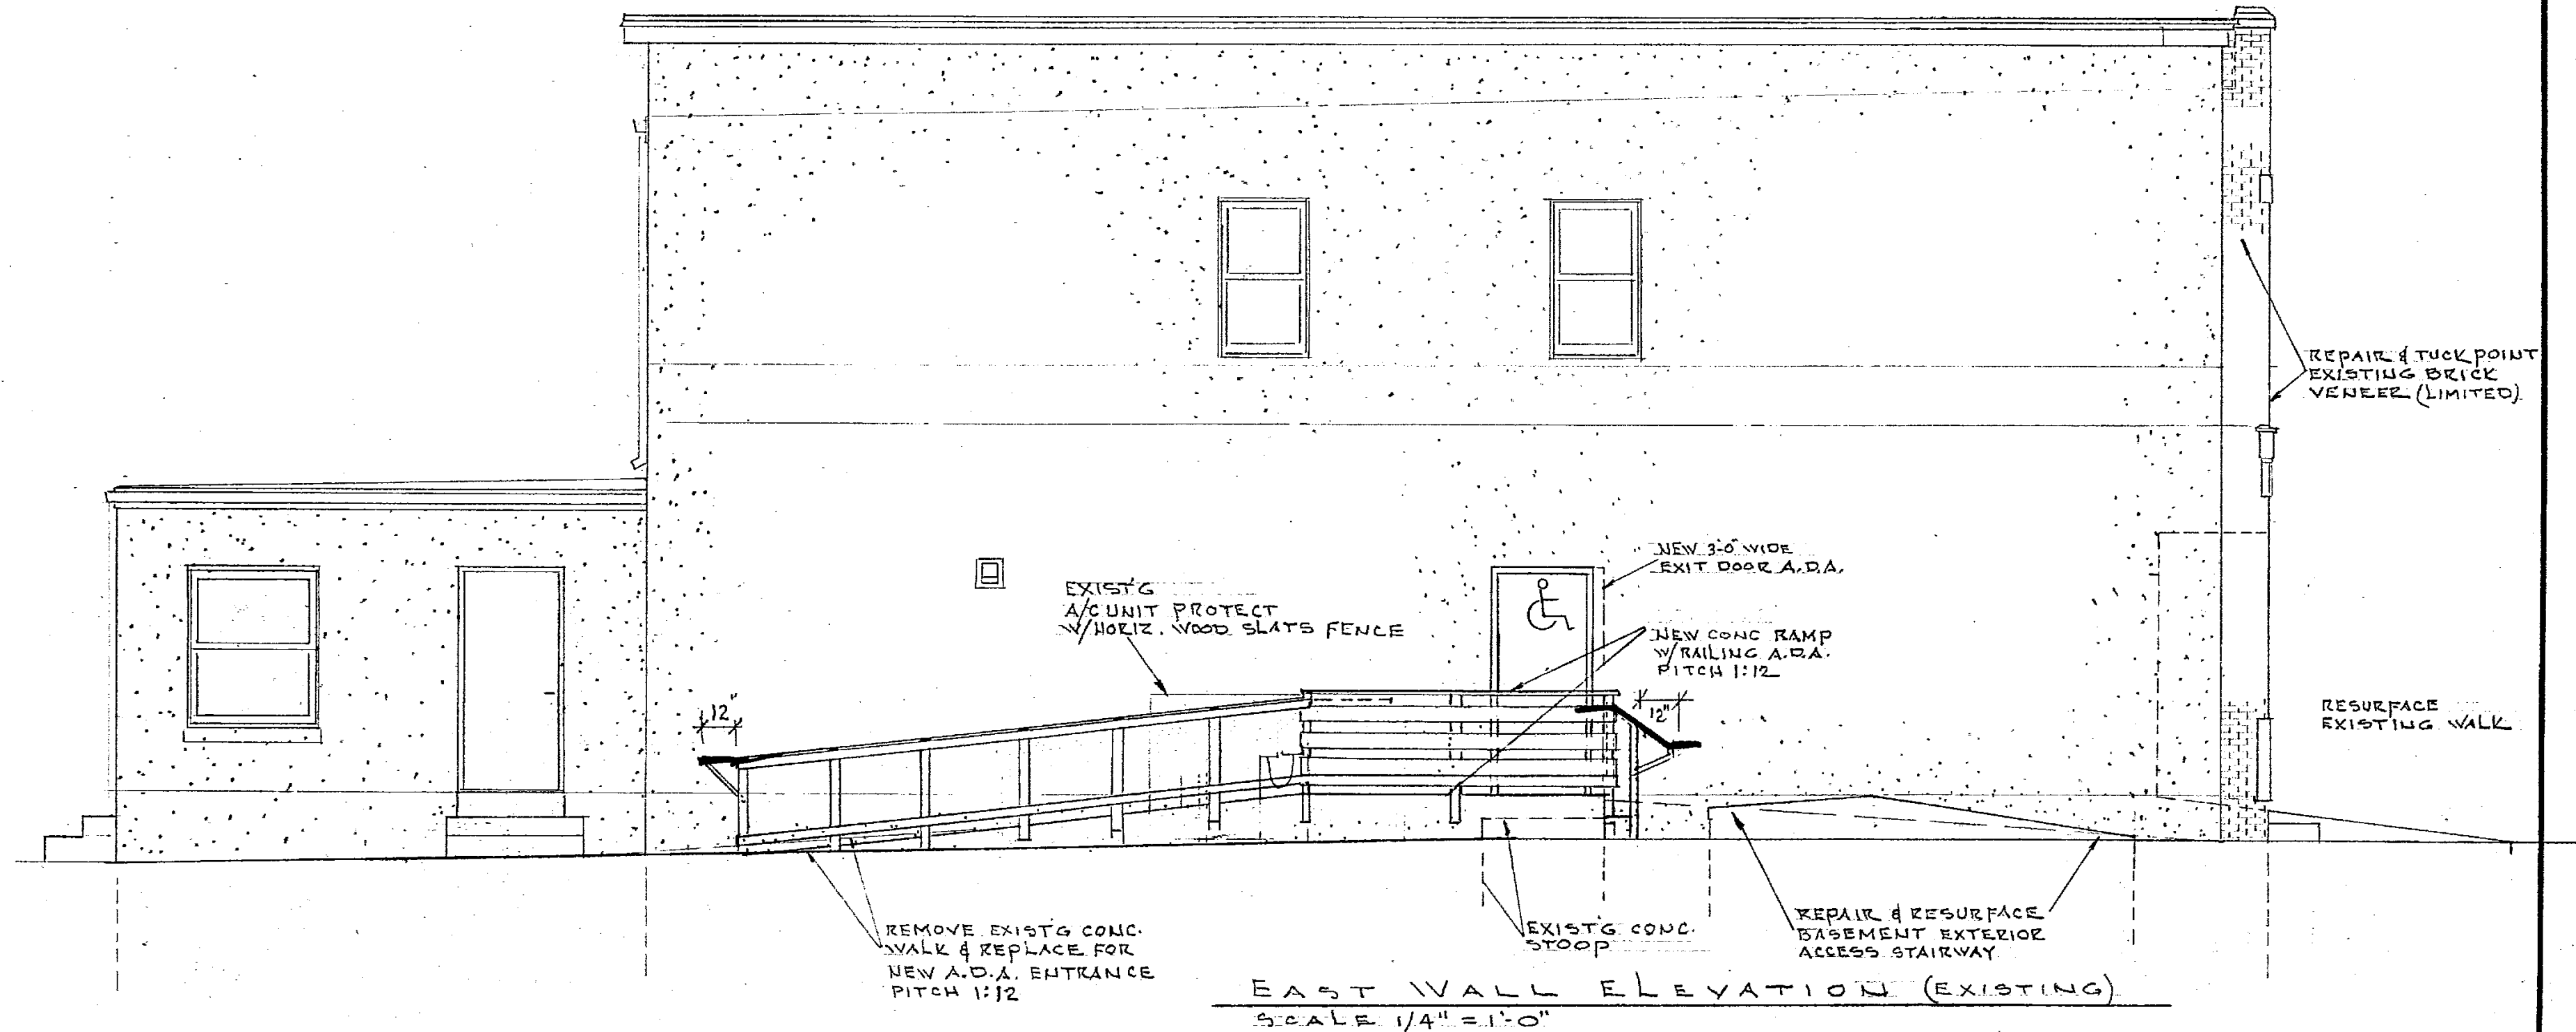 REPAIR & TUCKPOINT
EXISTING BRICK
VENEER (LIMITED)
NEW 3'-0" WIDE
EXIT DOOR A.D.A.
EXIST'G
A/C UNIT PROTECT
W/HORIZ. WOOD SLATS FENCE
NEW CONC RAMP
W/RAILING A.D.A.
PITCH 1:12
12"
12"
RESURFACE
EXISTING WALK
REMOVE EXIST'G CONC.
WALK & REPLACE FOR
NEW A.D.A. ENTRANCE
PITCH 1:12
EXIST'G CONC.
STOOP
REPAIR & RESURFACE
BASEMENT EXTERIOR
ACCESS STAIRWAY
EAST WALL ELEVATION (EXISTING)
SCALE 1/4" = 1'-0"